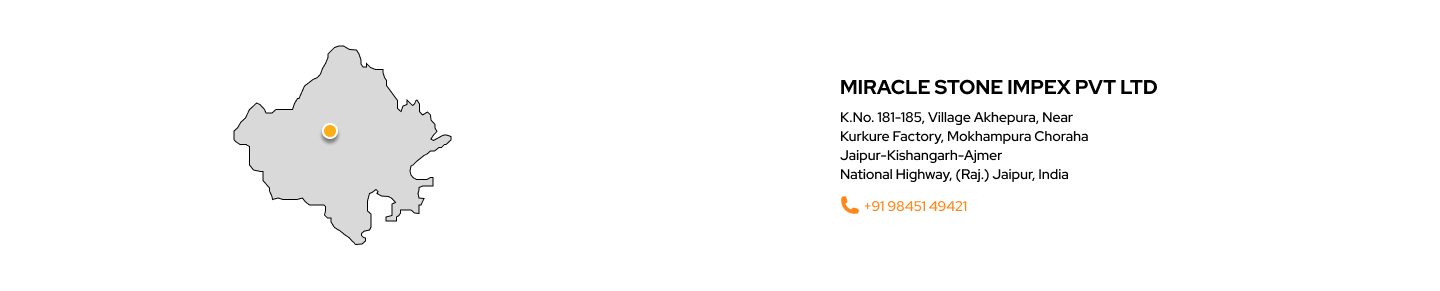 MIRACLE STONE IMPEX PVT LTD
K.No. 181-185, Village Akhepura, Near
Kurkure Factory, Mokhampura Choraha
Jaipur-Kishangarh-Ajmer
National Highway, (Raj.) Jaipur, India
+91 98451 49421